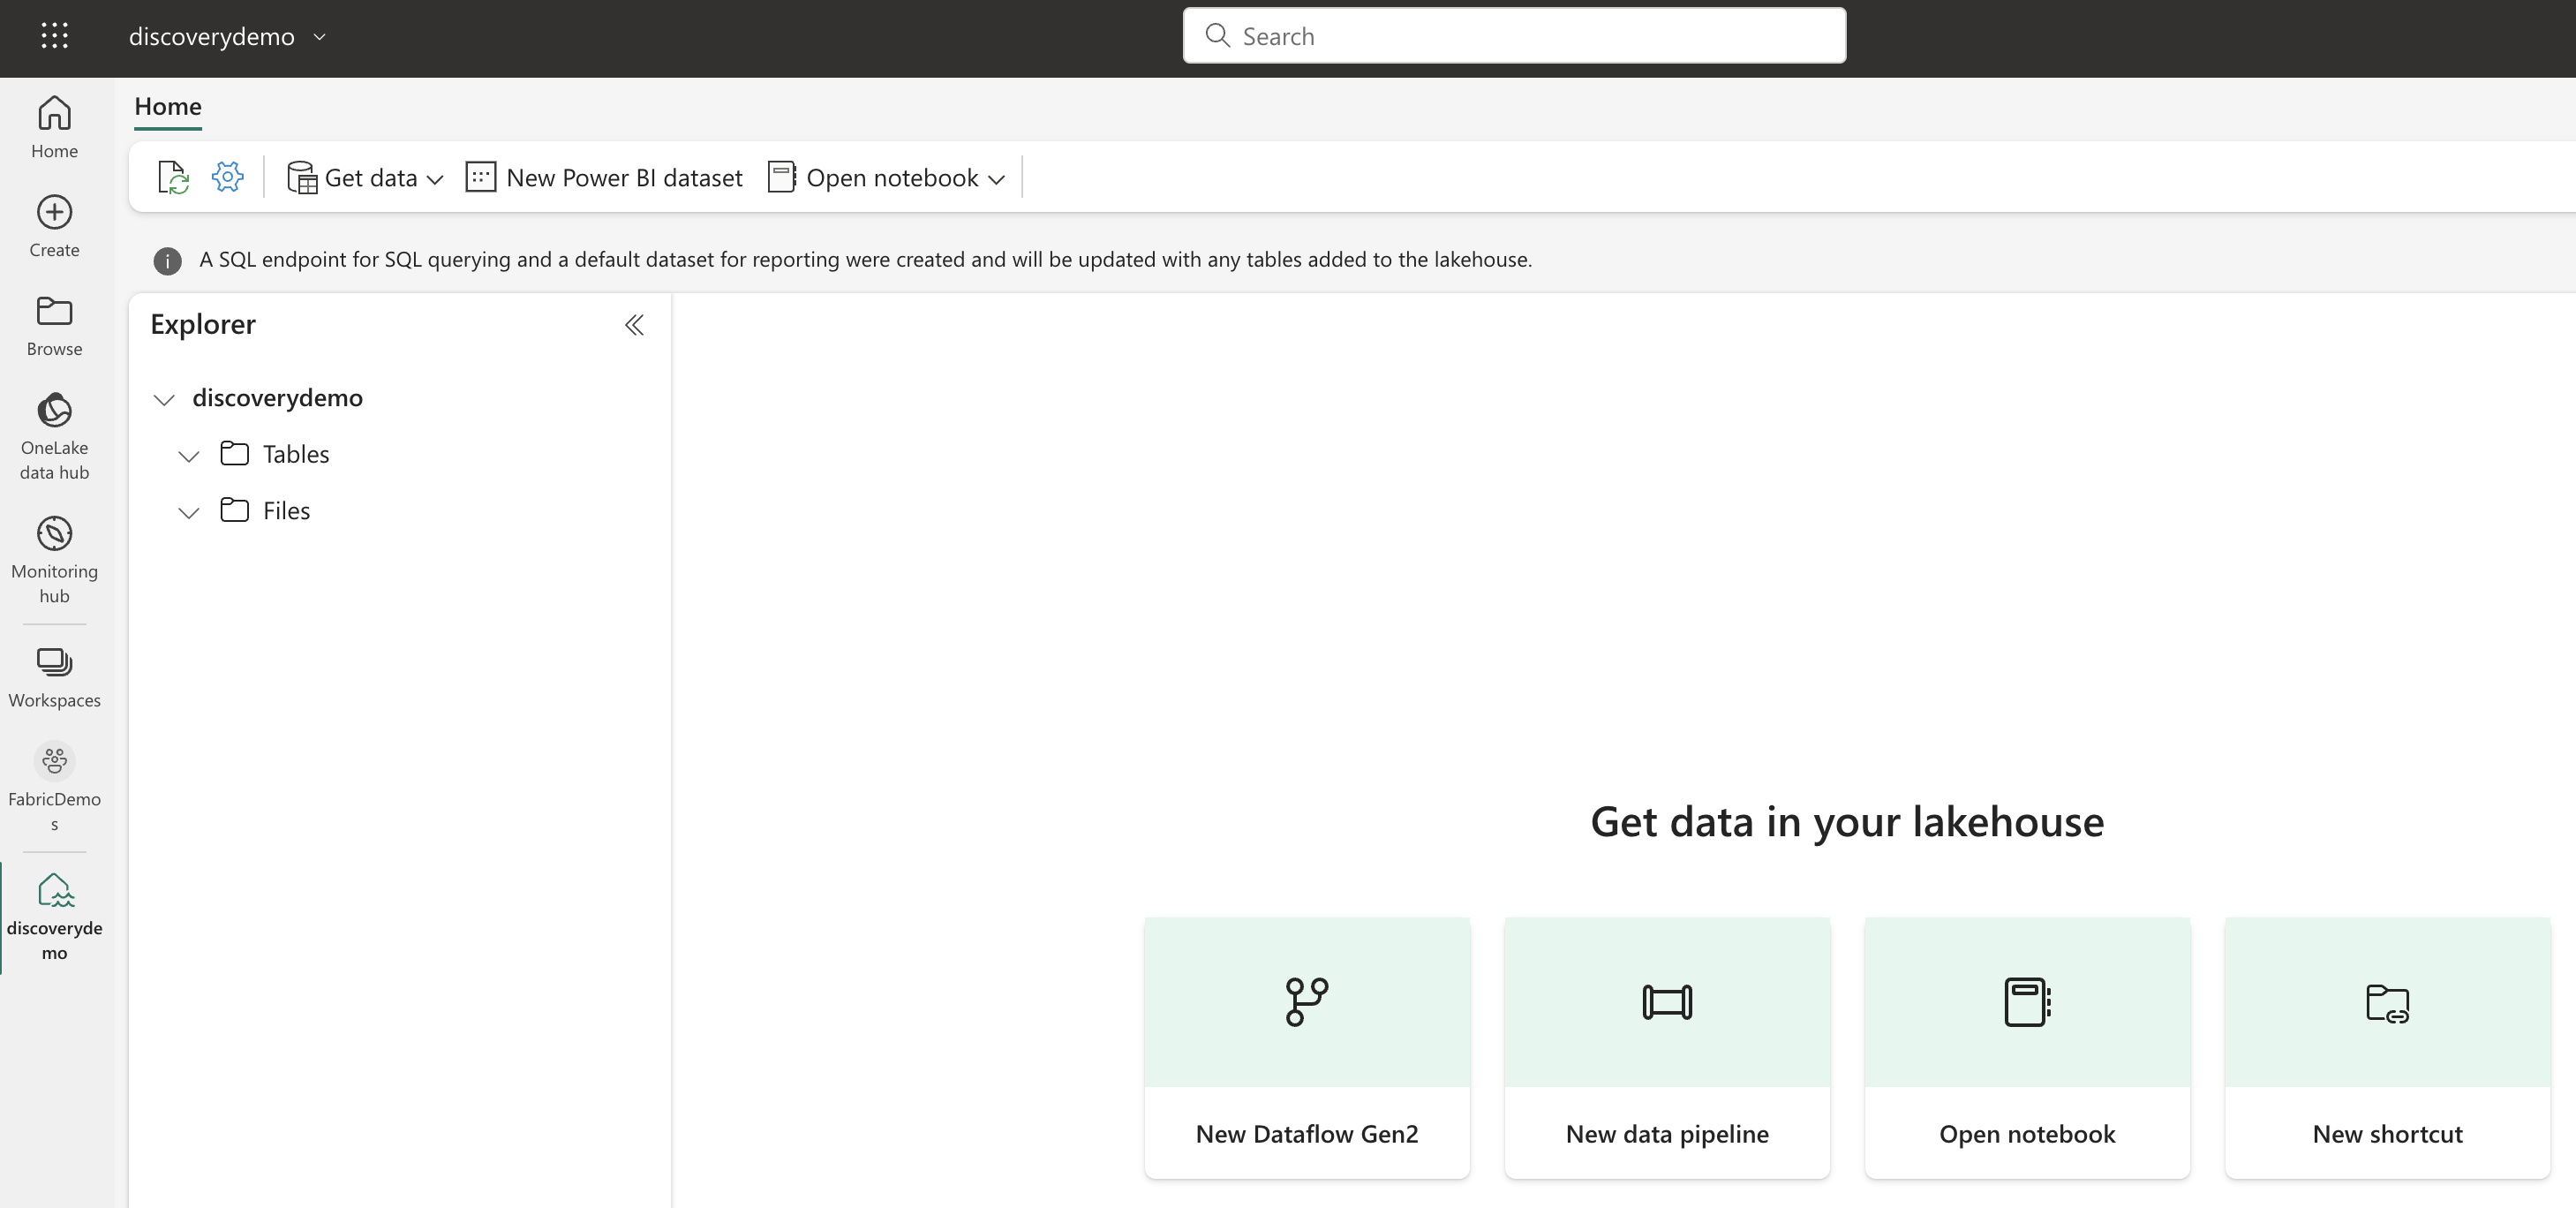 discoverydemo
Search
Home
Home
Get data
New Power BI dataset
Open notebook
Create
A SQL endpoint for SQL querying and a default dataset for reporting were created and will be updated with any tables added to the lakehouse.
Browse
Explorer
discoverydemo
Tables
Files
OneLake
data hub
Monitoring
hub
Workspaces
FabricDemo
s
discoveryde
mo
Get data in your lakehouse
New Dataflow Gen2
New data pipeline
Open notebook
New shortcut